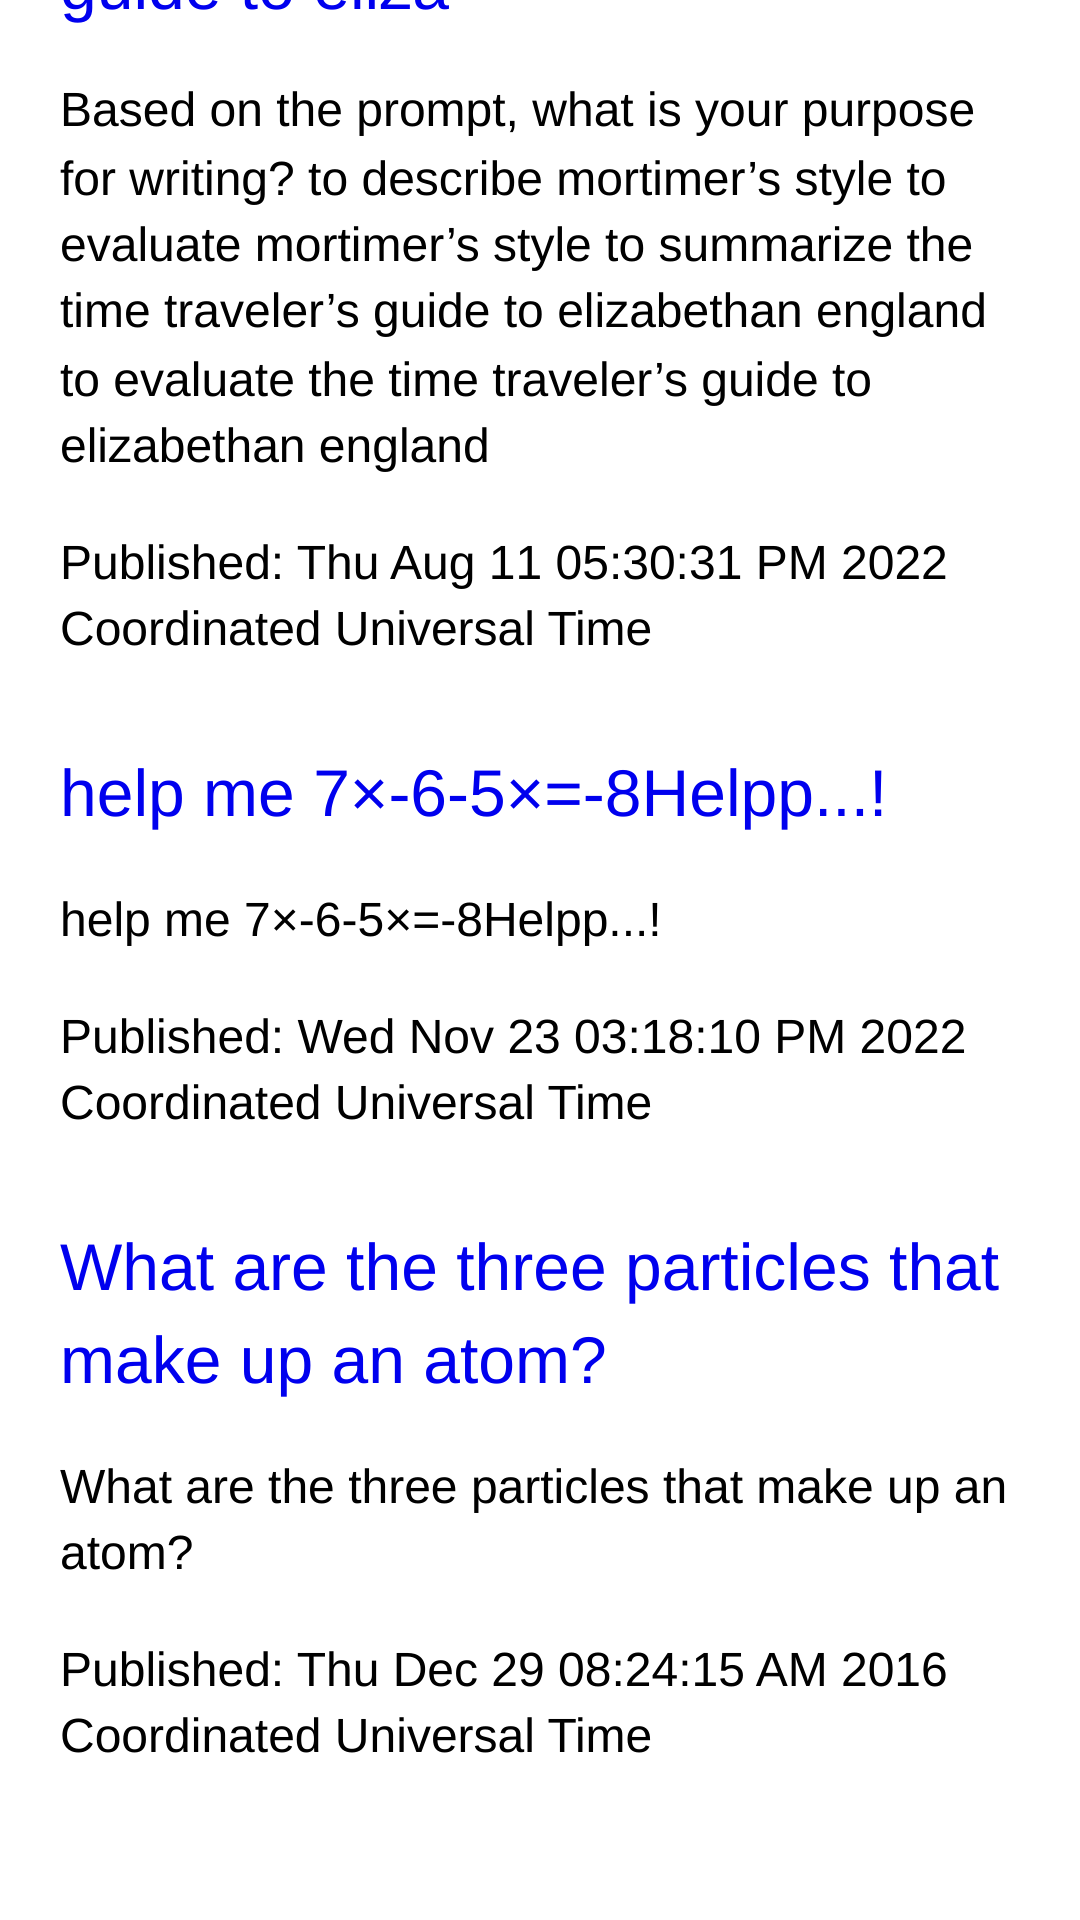 guide to eliza
Based on the prompt, what is your purpose
for writing? to describe mortimer’s style to
evaluate mortimer’s style to summarize the
time traveler’s guide to elizabethan england
to evaluate the time traveler’s guide to
elizabethan england
Published: Thu Aug 11 05:30:31 PM 2022
Coordinated Universal Time
help me 7×-6-5×=-8Helpp...!
help me 7×-6-5×=-8Helpp...!
Published: Wed Nov 23 03:18:10 PM 2022
Coordinated Universal Time
What are the three particles that
make up an atom?
What are the three particles that make up an
atom?
Published: Thu Dec 29 08:24:15 AM 2016
Coordinated Universal Time